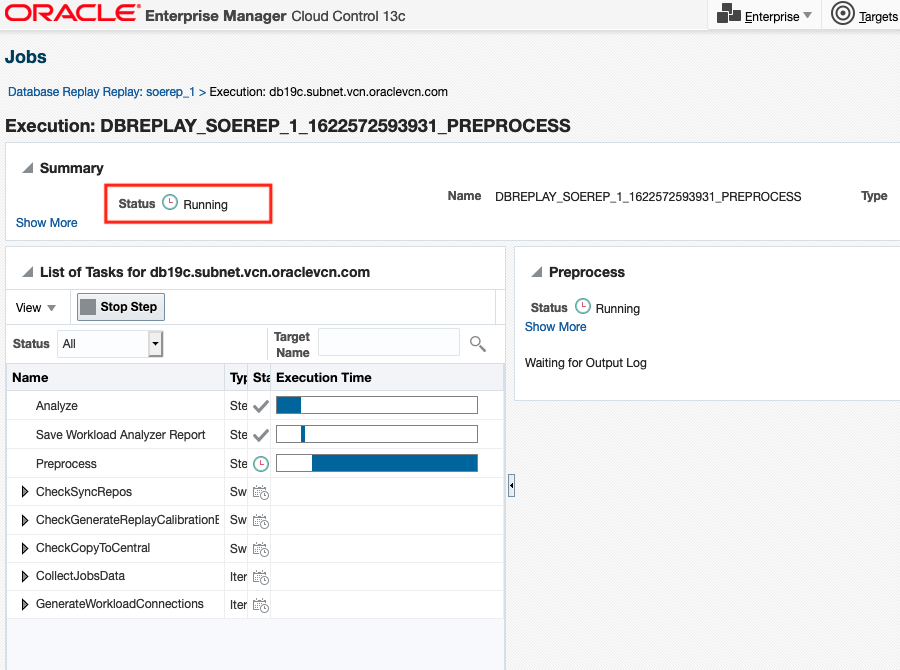 ORACLE Enterprise Manager Cloud Control 13c Enterprise Targets
Jobs
Database Replay Replay: soerep_1 > Execution: db19c.subnet.vcn.oraclevcn.com
Execution: DBREPLAY_SOEREP_1_1622572593931_PREPROCESS
Summary
Status Running Name DBREPLAY_SOEREP_1_1622572593931_PREPROCESS Type
Show More
List of Tasks for db19c.subnet.vcn.oraclevcn.com
View Stop Step
Status All Target Name
Name Typ Sta Execution Time
Analyze Ste
Save Workload Analyzer Report Ste
Preprocess Ste
CheckSyncRepos Sw
CheckGenerateReplayCalibrationE Sw
CheckCopyToCentral Sw
CollectJobsData Iter
GenerateWorkloadConnections Iter
Preprocess
Status Running
Show More
Waiting for Output Log